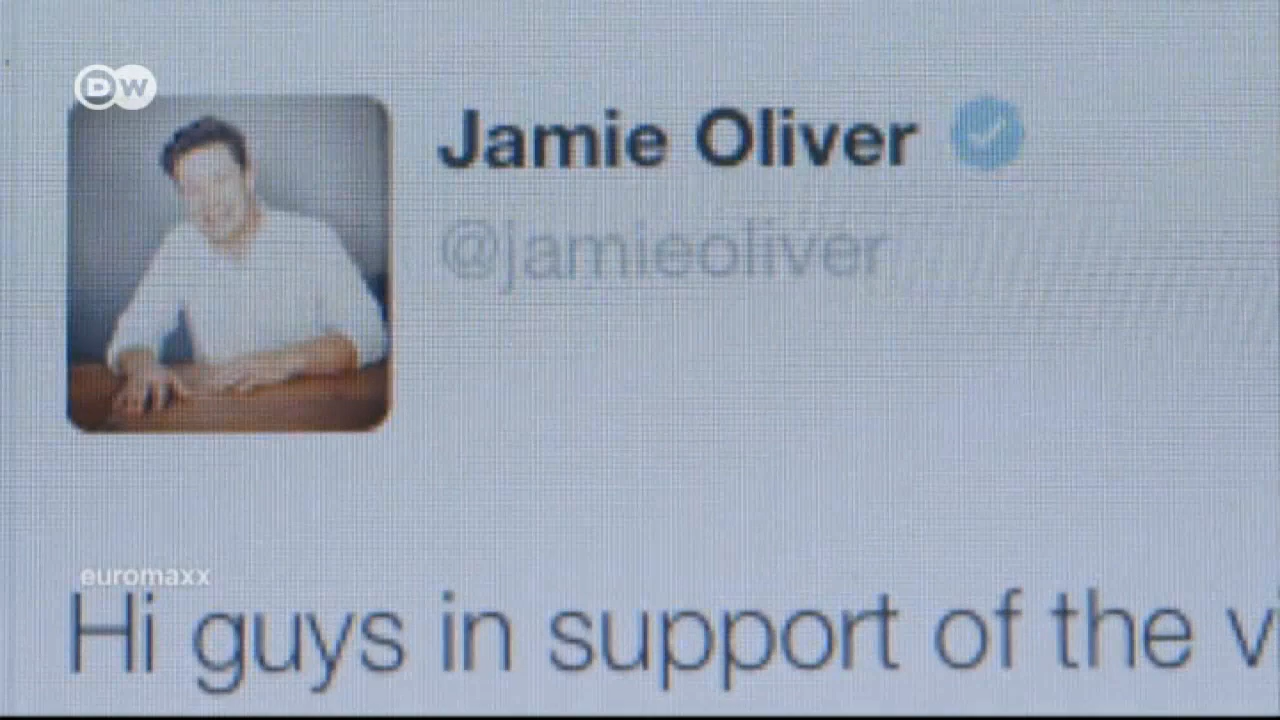 DW
Jamie Oliver
@jamieoliver
euromaxx
Hi guys in support of the